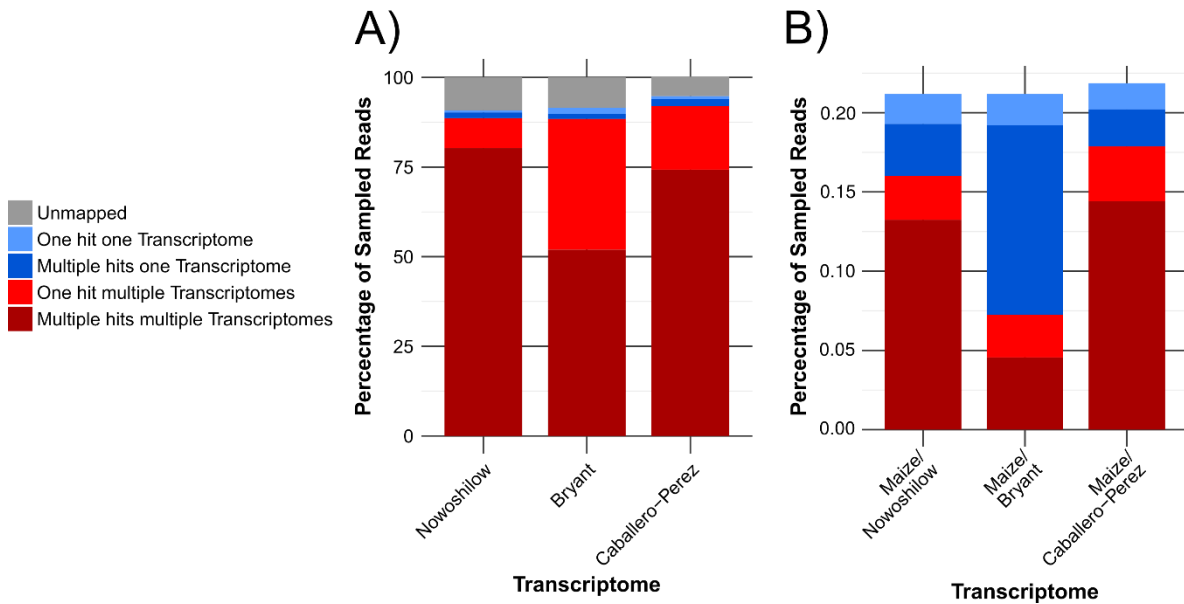 A)
B)
Unmapped
One hit one Transcriptome
Multiple hits one Transcriptome
One hit multiple Transcriptomes
Multiple hits multiple Transcriptomes
Percecntage of Sampled Reads
100
75
50
25
0
Nowoshilow
Bryant
Caballero−Perez
Transcriptome
Percecntage of Sampled Reads
0.20
0.15
0.10
0.05
0.00
Maize/
Nowoshilow
Maize/
Bryant
Maize/
Caballero−Perez
Transcriptome